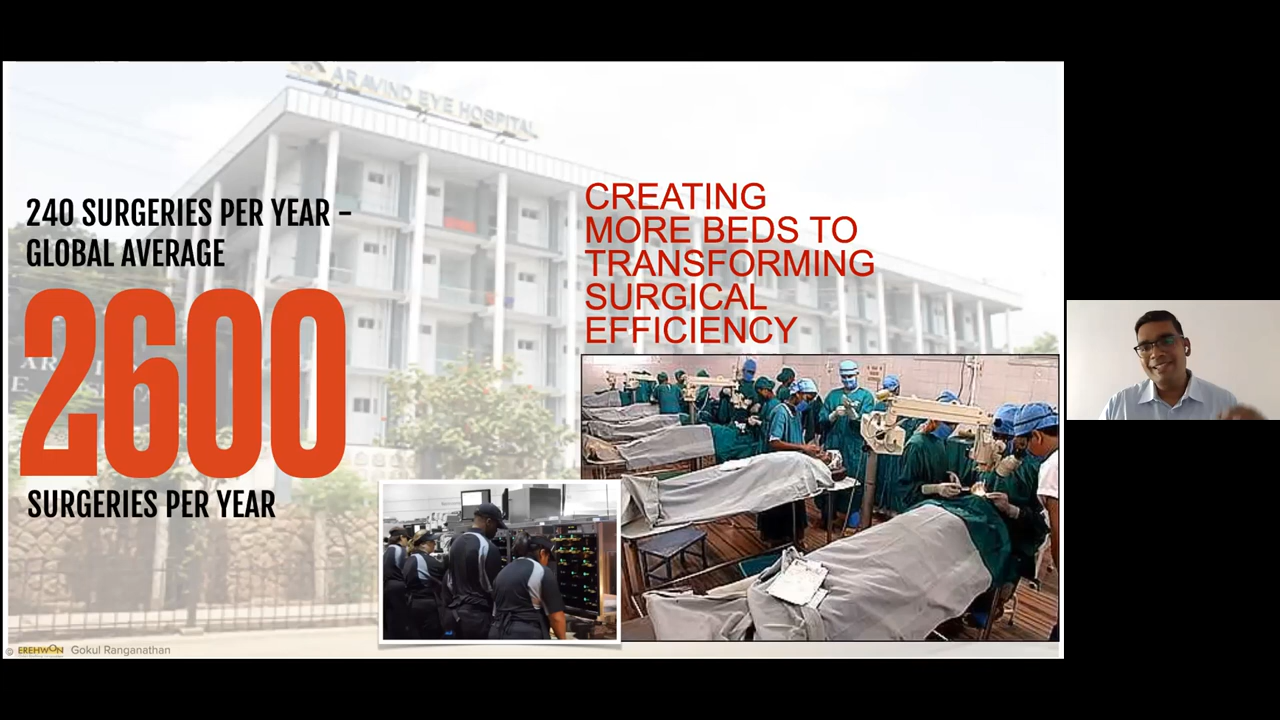 ARAVIND EYE HOSPITAL
240 SURGERIES PER YEAR –
GLOBAL AVERAGE
2600
SURGERIES PER YEAR
CREATING
MORE BEDS TO
TRANSFORMING
SURGICAL
EFFICIENCY
© EREHWON Gokul Ranganathan